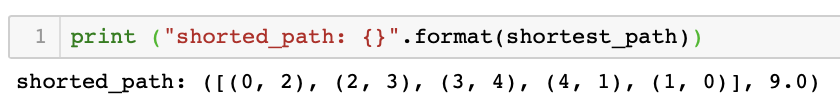 1 print ("shorted_path: {}".format(shortest_path))
shorted_path: ([(0, 2), (2, 3), (3, 4), (4, 1), (1, 0)], 9.0)